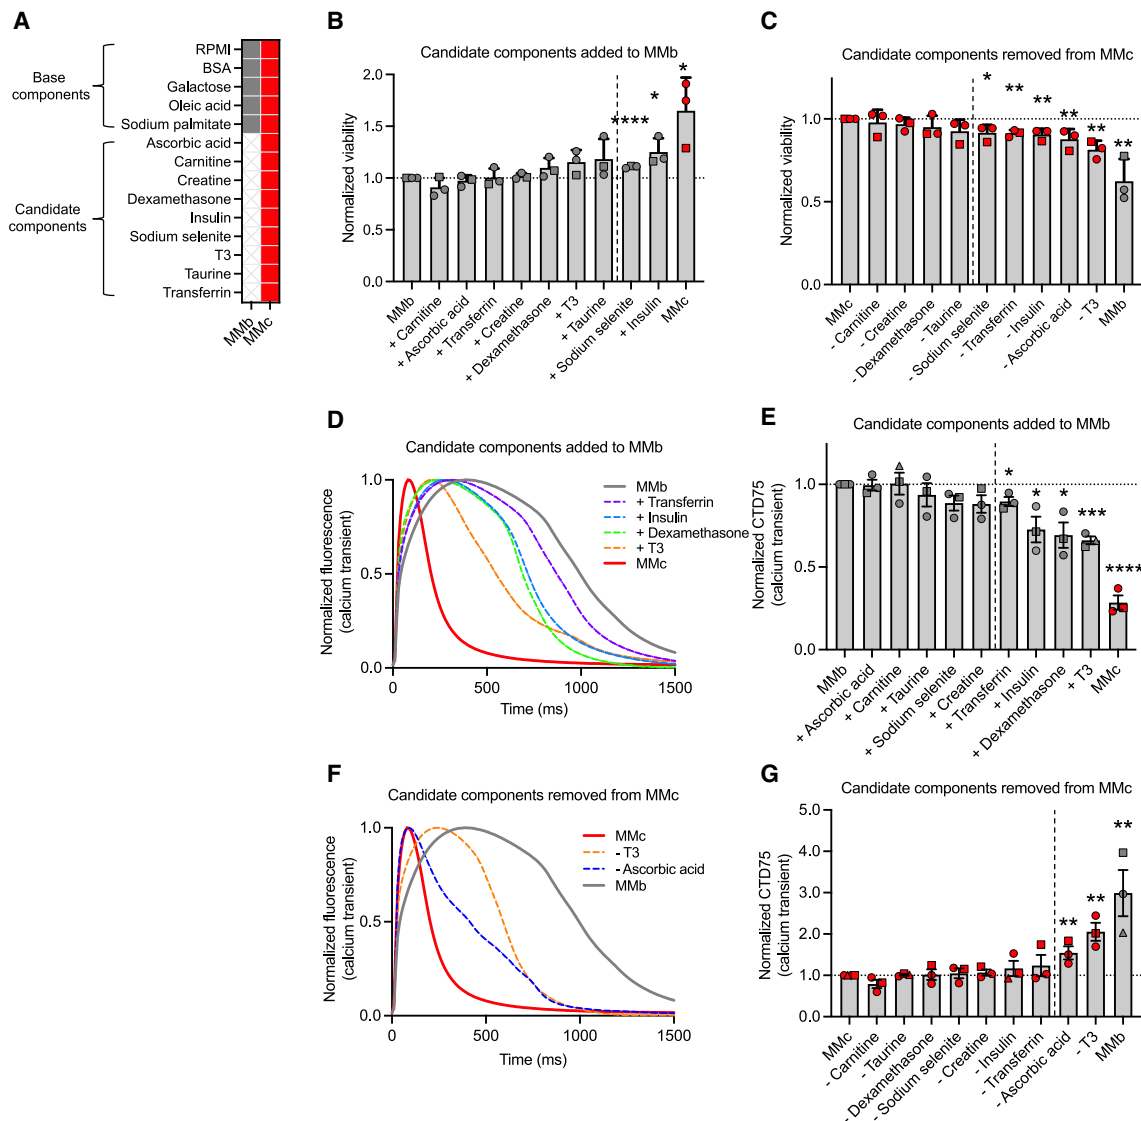 A
RPMI
BSA
Galactose
Oleic acid
Sodium palmitate
Ascorbic acid
Carnitine
Creatine
Dexamethasone
Insulin
Sodium selenite
T3
Taurine
Transferrin
Base
components
Candidate
components
MMb
MMc
B
Candidate components added to MMb
Normalized viability
2.0
1.5
1.0
0.0
****
*
*
MMb
+ Carnitine
+ Ascorbic acid
+ Transferrin
+ Creatine
+ Dexamethasone
+ T3
+ Taurine
+ Sodium selenite
+ Insulin
MMc
C
Candidate components removed from MMc
Normalized viability
1.0
0.5
0.0
*
**
**
**
**
**
MMc
- Carnitine
- Creatine
- Dexamethasone
- Taurine
- Sodium selenite
- Transferrin
- Insulin
- Ascorbic acid
- T3
MMb
D
Candidate components added to MMb
Normalized fluorescence
(calcium transient)
1.0
0.5
0.0
0
500
1000
1500
Time (ms)
MMb
+ Transferrin
+ Insulin
+ Dexamethasone
+ T3
MMc
E
Candidate components added to MMb
Normalized CTD75
(calcium transient)
1.0
0.5
0.0
*
*
*
***
****
MMb
+ Ascorbic acid
+ Carnitine
+ Taurine
+ Sodium selenite
+ Creatine
+ Transferrin
+ Insulin
+ Dexamethasone
+ T3
MMc
F
Candidate components removed from MMc
Normalized fluorescence
(calcium transient)
1.0
0.5
0.0
0
500
1000
1500
Time (ms)
MMc
- T3
- Ascorbic acid
MMb
G
Candidate components removed from MMc
Normalized CTD75
(calcium transient)
5.0
4.0
3.0
2.0
1.0
0.0
**
**
**
MMc
- Carnitine
- Taurine
- Dexamethasone
- Sodium selenite
- Creatine
- Insulin
- Transferrin
- Ascorbic acid
- T3
MMb